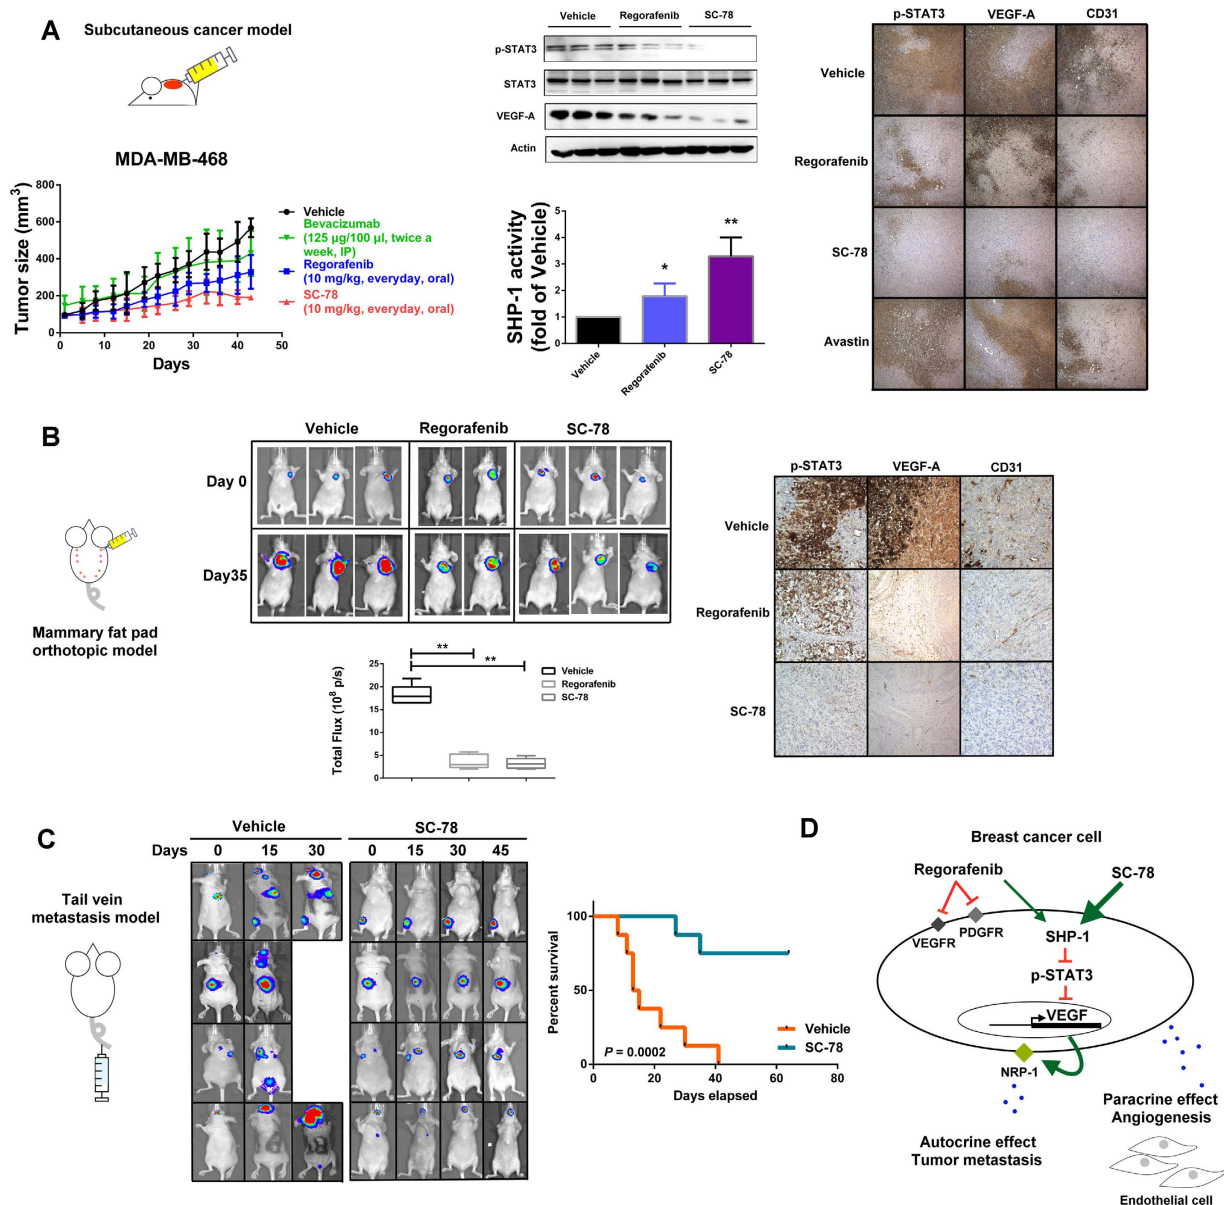 A
Subcutaneous cancer model
MDA-MB-468
Tumor size (mm³)
800
600
400
200
0
0
10
20
30
40
50
Days
Vehicle
Bevacizumab
(125 µg/100 µl, twice a
week, IP)
Regorafenib
(10 mg/kg, everyday, oral)
SC-78
(10 mg/kg, everyday, oral)
Vehicle Regorafenib SC-78
p-STAT3
STAT3
VEGF-A
Actin
SHP-1 activity
(fold of Vehicle)
5
4
3
2
1
0
*
**
Vehicle
Regorafenib
SC-78
p-STAT3 VEGF-A CD31
Vehicle
Regorafenib
SC-78
Avastin
B
Mammary fat pad
orthotopic model
Vehicle Regorafenib SC-78
Day 0
Day35
Total Flux (10⁸ p/s)
25
20
15
10
5
0
**
**
Vehicle
Regorafenib
SC-78
p-STAT3 VEGF-A CD31
Vehicle
Regorafenib
SC-78
C
Tail vein
metastasis model
Vehicle SC-78
Days 0 15 30 0 15 30 45
Percent survival
100
50
0
P = 0.0002
Vehicle
SC-78
0 20 40 60 80
Days elapsed
D
Breast cancer cell
Regorafenib
SC-78
VEGFR
PDGFR
SHP-1
p-STAT3
VEGF
NRP-1
Autocrine effect
Tumor metastasis
Paracrine effect
Angiogenesis
Endothelial cell